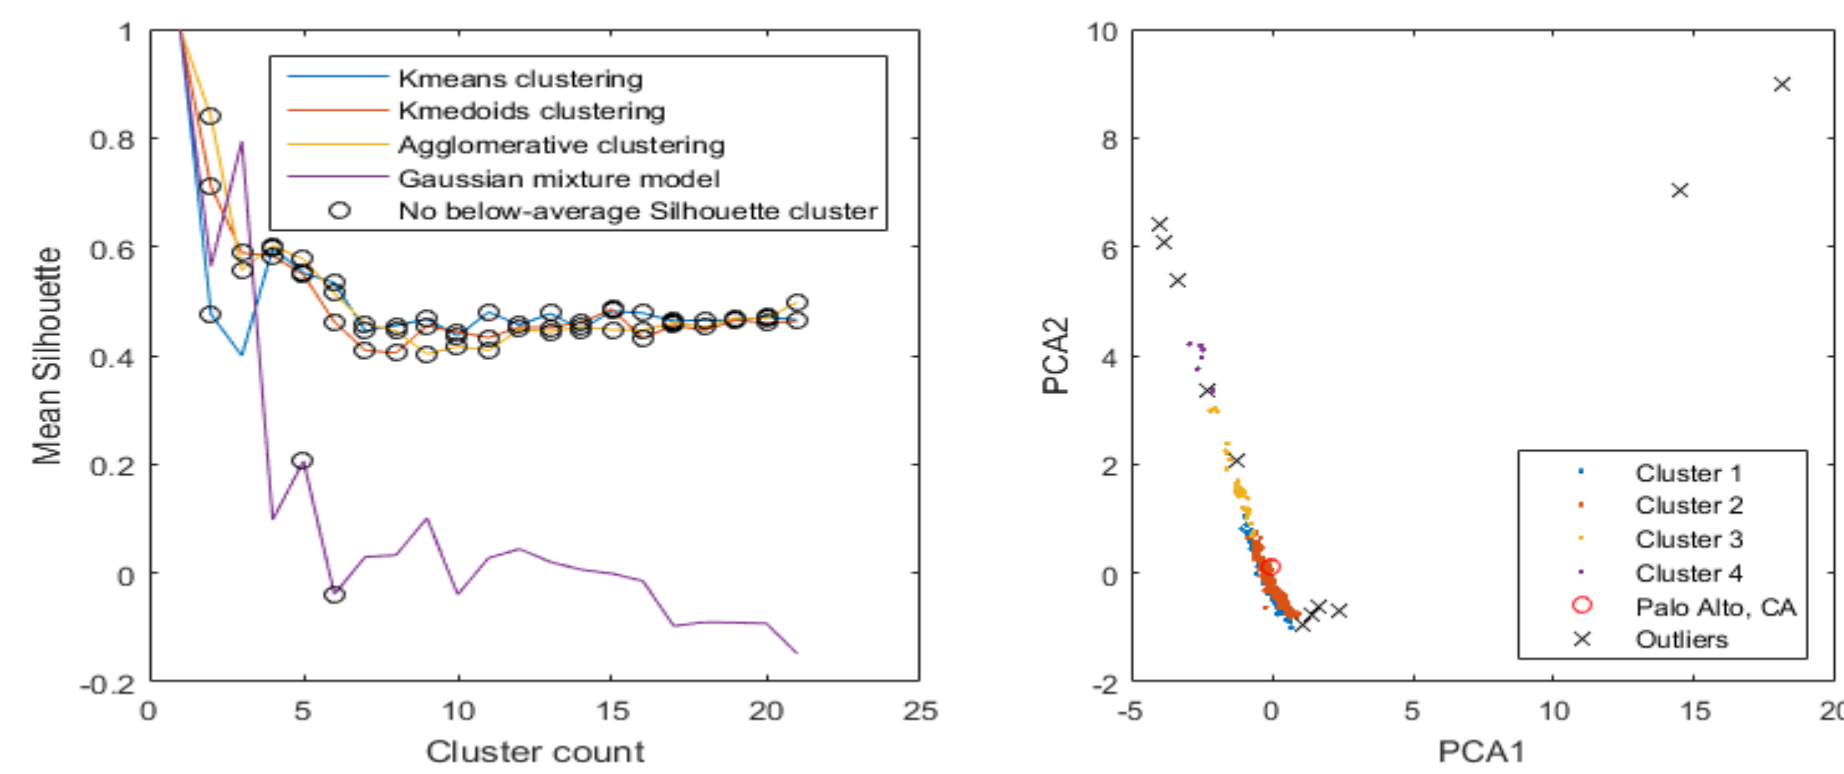 1
0.8
0.6
0.4
0.2
0
-0.2
Mean Silhouette
0
5
10
15
20
25
Cluster count
Kmeans clustering
Kmedoids clustering
Agglomerative clustering
Gaussian mixture model
No below-average Silhouette cluster
10
8
6
4
2
0
-2
PCA2
-5
0
5
10
15
PCA1
Cluster 1
Cluster 2
Cluster 3
Cluster 4
Palo Alto, CA
Outliers